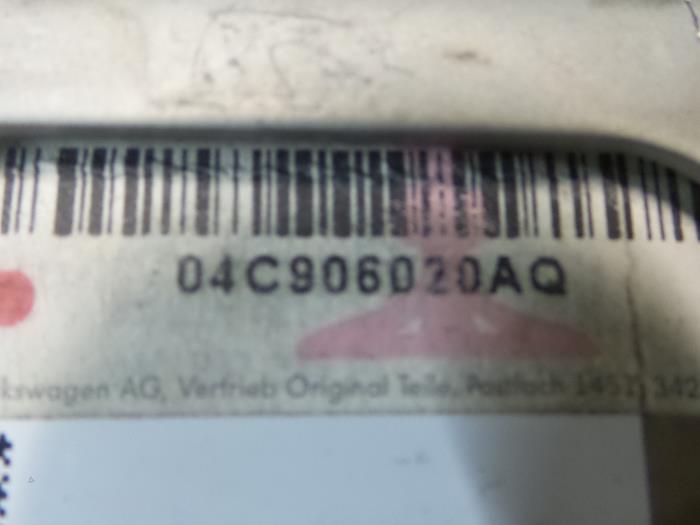 04C906020AQ
kswagen AG, Vertrieb Original Teile, Postfach 1451, 342